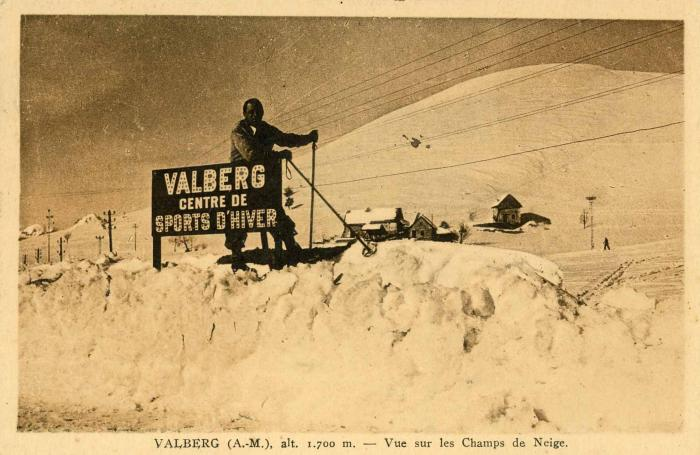 VALBERG
CENTRE DE
SPORTS D'HIVER
VALBERG (A.-M.), alt. 1.700 m. — Vue sur les Champs de Neige.